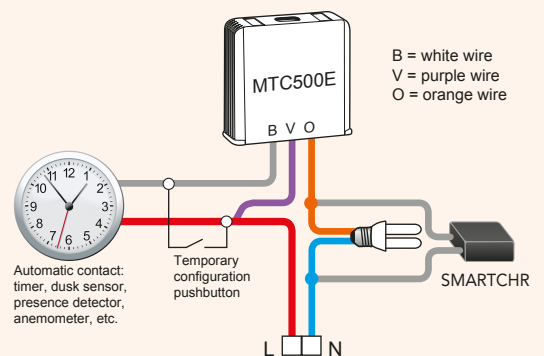 MTC500E
B V O
B = white wire
V = purple wire
O = orange wire
12
1
2
3
4
5
6
7
8
9
10
11
Automatic contact:
timer, dusk sensor,
presence detector,
anemometer, etc.
Temporary
configuration
pushbutton
SMARTCHR
L N